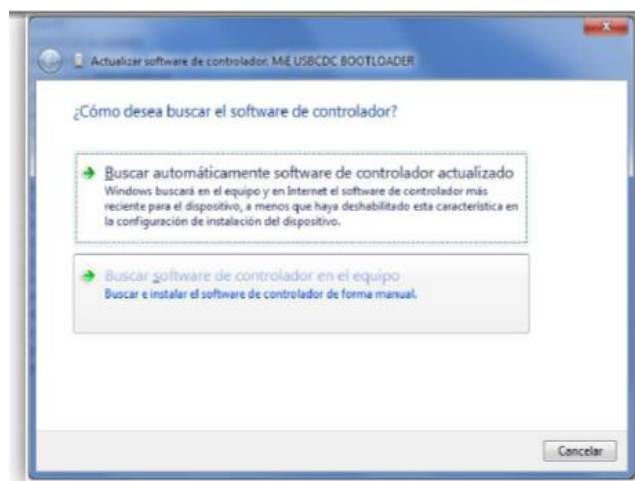 Actualizar software de controlador: MiE USBCDC BOOTLOADER
¿Cómo desea buscar el software de controlador?
Buscar automáticamente software de controlador actualizado
Windows buscará en el equipo y en Internet el software de controlador más
reciente para el dispositivo, a menos que haya deshabilitado esta característica en
la configuración de instalación del dispositivo.
Buscar software de controlador en el equipo
Buscar e instalar el software de controlador de forma manual.
Cancelar